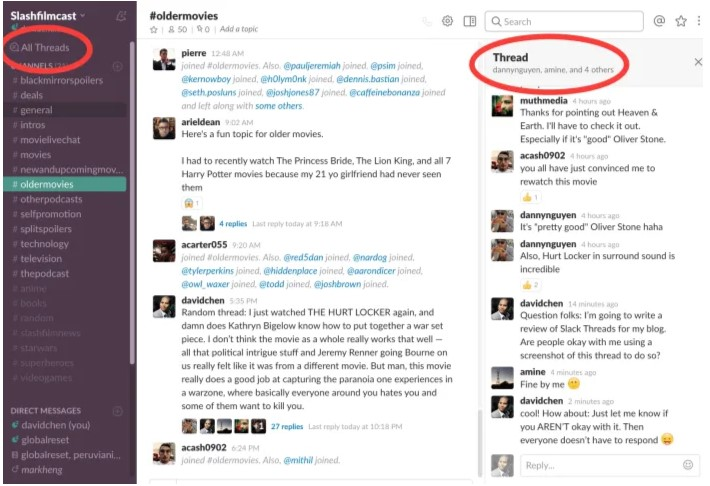 Slashfilmcast
All Threads
CHANNELS
# blackmirrorspoilers
# deals
# general
# intros
# movielivechat
# movies
# newandupcomingmov...
# oldermovies
# otherpodcasts
# selfpromotion
# splitspoilers
# technology
# television
# thepodcast
# anime
# books
# random
# slashfilmnews
# starwars
# superheroes
# videogames
DIRECT MESSAGES
davidchen (you)
globalreset
globalreset, peruviani...
markheng
#oldermovies
50 | 0 | Add a topic
Search
pierre 12:48 AM
joined #oldermovies. Also, @pauljeremiah joined, @psim joined,
@kernowboy joined, @h0lym0nk joined, @dennis.bastian joined,
@seth.posluns joined, @joshjones87 joined, @caffeinebonanza joined
and left along with some others.
arieldean 9:02 AM
Here's a fun topic for older movies.
I had to recently watch The Princess Bride, The Lion King, and all 7
Harry Potter movies because my 21 yo girlfriend had never seen
them
1
4 replies Last reply today at 9:18 AM
acarter055 9:20 AM
joined #oldermovies. Also, @red5dan joined, @nardog joined,
@tylerperkins joined, @hiddenplace joined, @aarondicer joined,
@owl_waxer joined, @todd joined, @joshbrown joined.
davidchen 5:35 PM
Random thread: I just watched THE HURT LOCKER again, and
damn does Kathryn Bigelow know how to put together a war set
piece. I don't think the movie as a whole really works that well —
all that political intrigue stuff and Jeremy Renner going Bourne on
us really felt like it was from a different movie. But man, this movie
really does a good job at capturing the paranoia one experiences in
a warzone, where basically everyone around you hates you and
some of them want to kill you.
+1 27 replies Last reply today at 10:18 PM
acash0902 6:24 PM
joined #oldermovies. Also, @mithil joined.
Thread
dannynguyen, amine, and 4 others
muthmedia 4 hours ago
Thanks for pointing out Heaven &
Earth. I'll have to check it out.
Especially if it's "good" Oliver Stone.
acash0902 4 hours ago
you all have just convinced me to
rewatch this movie
1
dannynguyen 4 hours ago
It's "pretty good" Oliver Stone haha
dannynguyen 4 hours ago
Also, Hurt Locker in surround sound is
incredible
2
davidchen 14 minutes ago
Question folks: I'm going to write a
review of Slack Threads for my blog.
Are people okay with me using a
screenshot of this thread to do so?
amine 4 minutes ago
Fine by me
davidchen 2 minutes ago
cool! How about: Just let me know if
you AREN'T okay with it. Then
everyone doesn't have to respond
Reply...